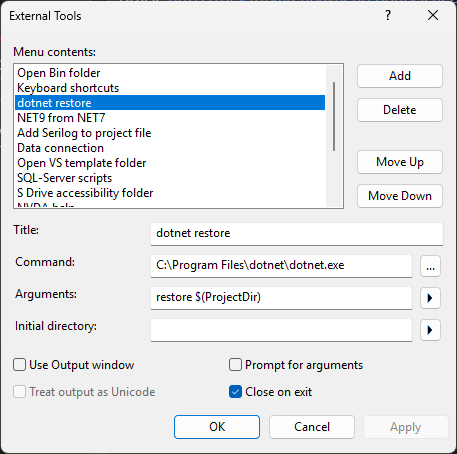 External Tools
?
Menu contents:
Open Bin folder
Keyboard shortcuts
dotnet restore
NET9 from NET7
Add Serilog to project file
Data connection
Open VS template folder
SQL-Server scripts
S Drive accessibility folder
NVDA help
Add
Delete
Move Up
Move Down
Title:
dotnet restore
Command:
C:\Program Files\dotnet\dotnet.exe
...
Arguments:
restore $(ProjectDir)
Initial directory:
Use Output window
Prompt for arguments
Treat output as Unicode
Close on exit
OK
Cancel
Apply